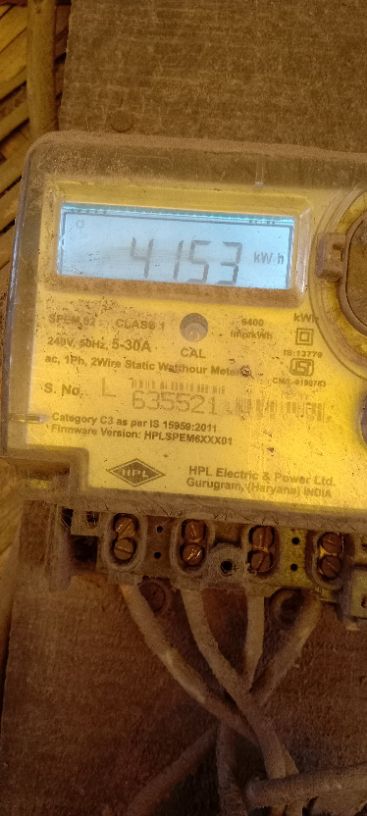 4153 kWh
CLASS 1
6400
imp/kWh
kWh
240V, 50Hz, 5-30A
CAL
IS:13779
ac, 1Ph, 2Wire Static Watthour Meter
S. No. L 635521
Category C3 as per IS 15959:2011
Firmware Version: HPLSPEM6XXX01
HPL
HPL Electric & Power Ltd.
Gurugram, (Haryana) INDIA